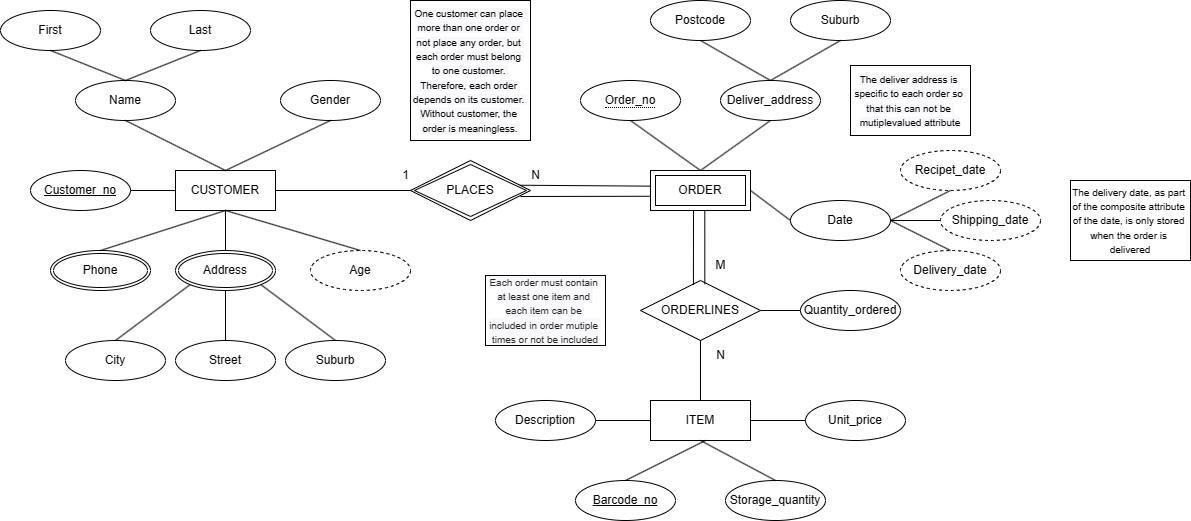 First
Last
Name
Gender
Customer_no
CUSTOMER
Phone
Address
Age
City
Street
Suburb
One customer can place
more than one order or
not place any order, but
each order must belong
to one customer.
Therefore, each order
depends on its customer.
Without customer, the
order is meaningless.
1
PLACES
N
Postcode
Suburb
Order_no
Deliver_address
The deliver address is
specific to each order so
that this can not be
mutiplevalued attribute
ORDER
Date
Recipet_date
Shipping_date
Delivery_date
The delivery date, as part
of the composite attribute
of the date, is only stored
when the order is
delivered
M
Each order must contain
at least one item and
each item can be
included in order mutiple
times or not be included
ORDERLINES
Quantity_ordered
N
Description
ITEM
Unit_price
Barcode_no
Storage_quantity